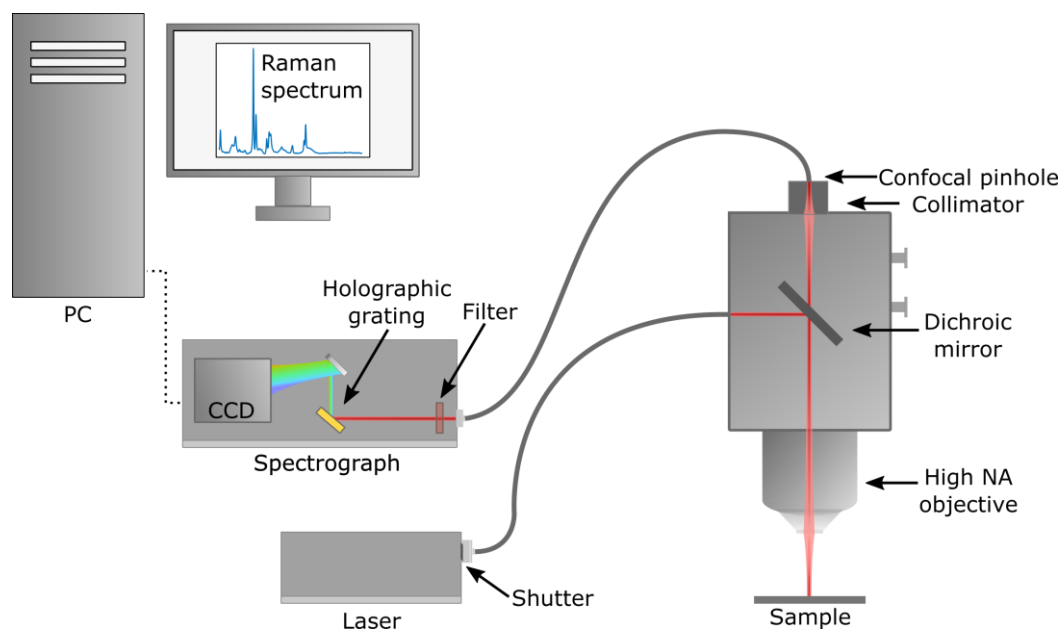 Raman
spectrum
PC
Confocal pinhole
Collimator
Dichroic
mirror
Holographic
grating
Filter
CCD
Spectrograph
High NA
objective
Shutter
Laser
Sample